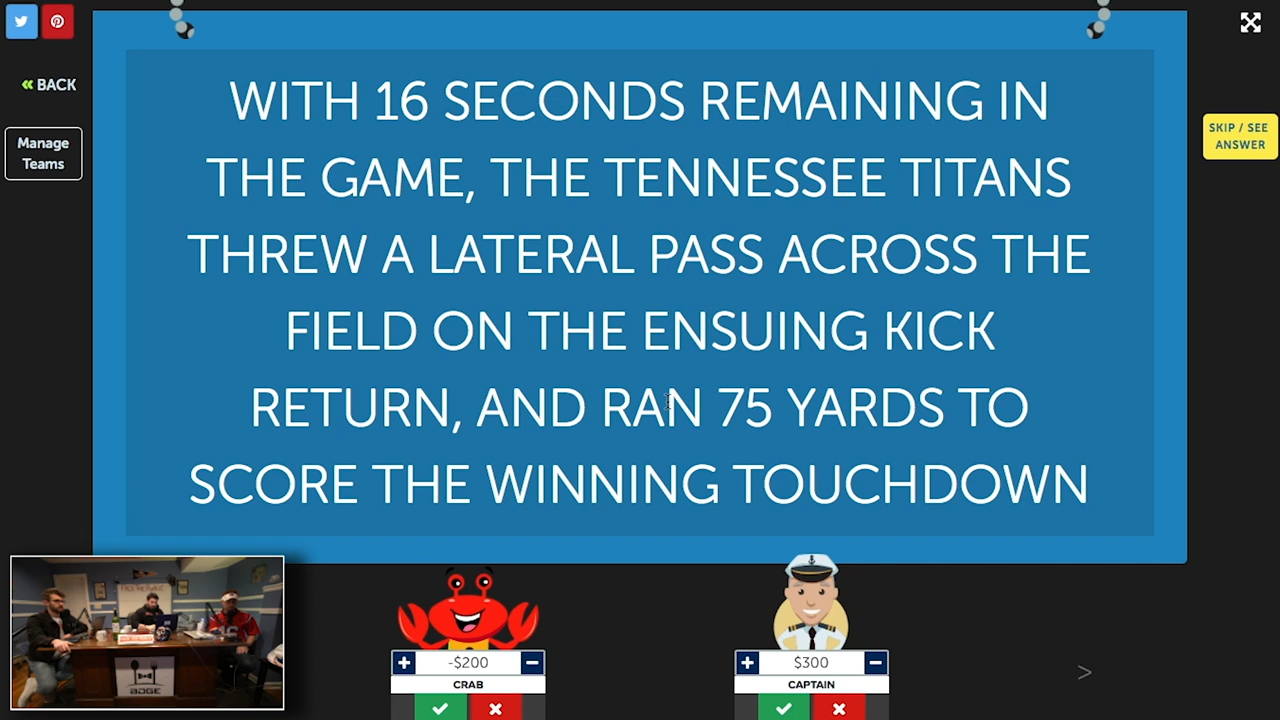 « BACK
Manage
Teams
SKIP / SEE
ANSWER
WITH 16 SECONDS REMAINING IN
THE GAME, THE TENNESSEE TITANS
THREW A LATERAL PASS ACROSS THE
FIELD ON THE ENSUING KICK
RETURN, AND RAN 75 YARDS TO
SCORE THE WINNING TOUCHDOWN
+ -$200 −
CRAB
+ $300 −
CAPTAIN
>